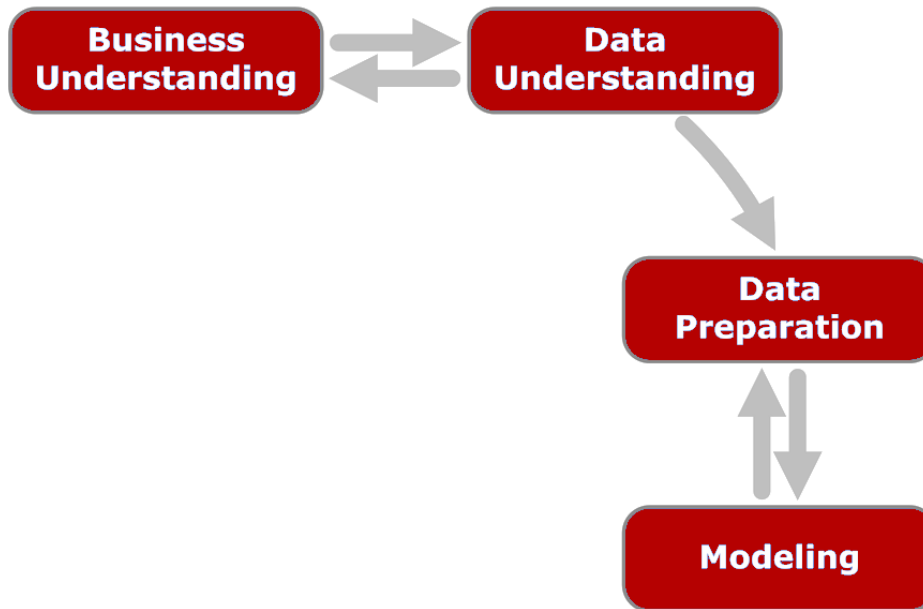 Business
Understanding
Data
Understanding
Data
Preparation
Modeling